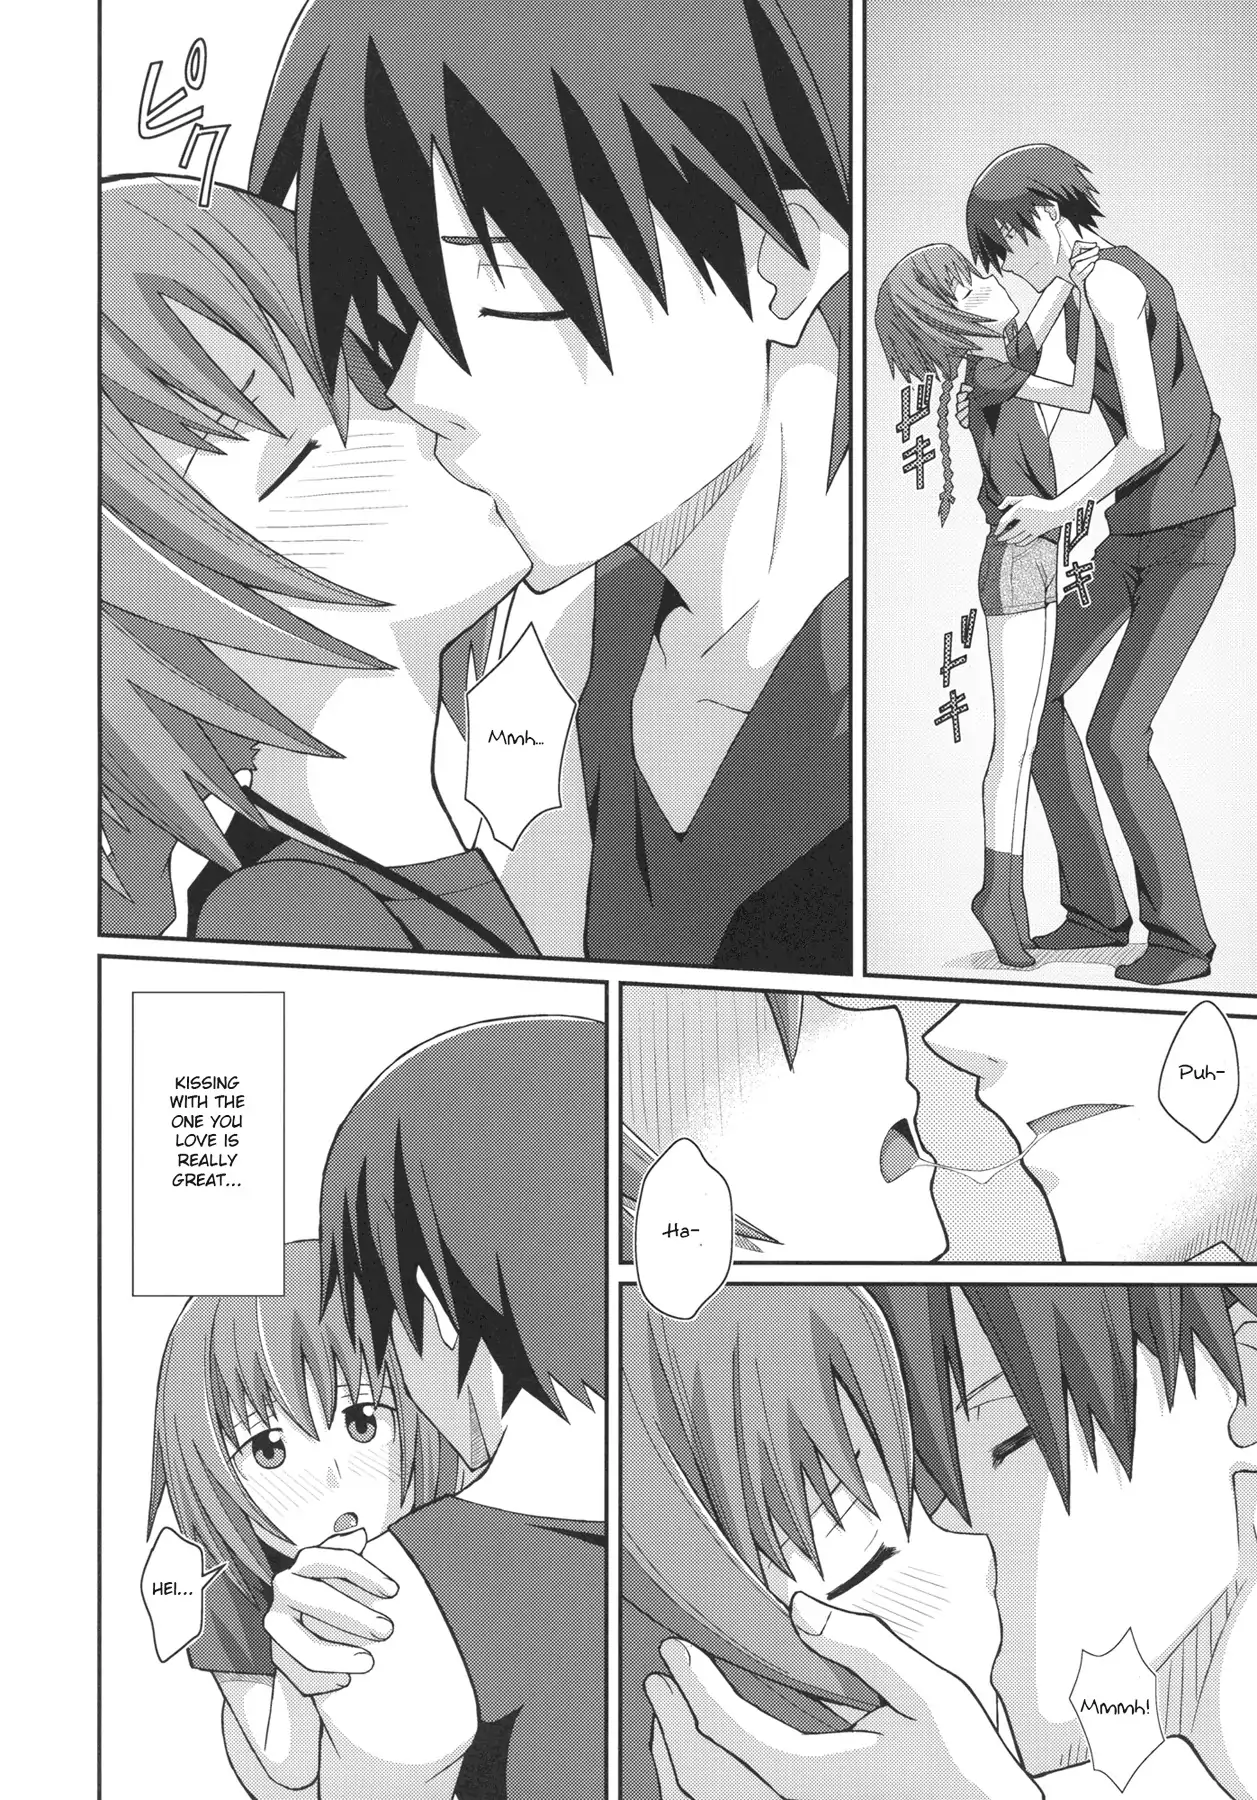 ドキ
ドキ
ドキ
ピク
Mmh...
Puh-
Ha-
Mmmh!
KISSING
WITH THE
ONE YOU
LOVE IS
REALLY
GREAT...
HEI...